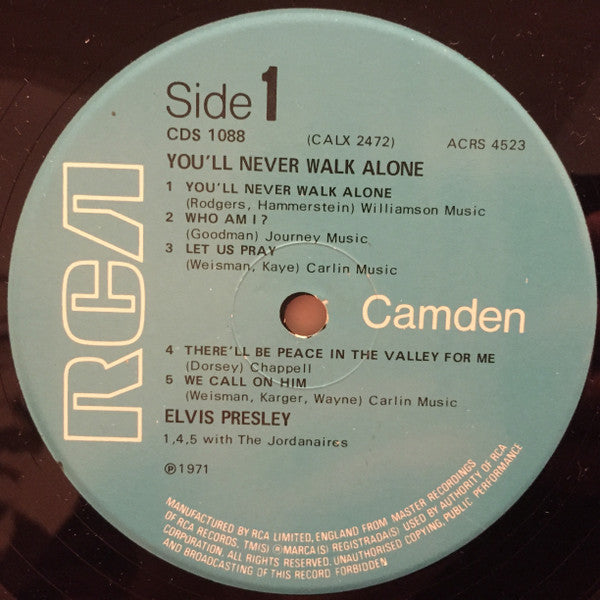 Side 1
CDS 1088 (CALX 2472) ACRS 4523
YOU'LL NEVER WALK ALONE
1 YOU'LL NEVER WALK ALONE
(Rodgers, Hammerstein) Williamson Music
2 WHO AM I?
(Goodman) Journey Music
3 LET US PRAY
(Weisman, Kaye) Carlin Music
RCA Camden
4 THERE'LL BE PEACE IN THE VALLEY FOR ME
(Dorsey) Chappell
5 WE CALL ON HIM
(Weisman, Karger, Wayne) Carlin Music
ELVIS PRESLEY
1,4,5 with The Jordanaires
℗1971
MANUFACTURED BY RCA LIMITED, ENGLAND FROM MASTER RECORDINGS
OF RCA RECORDS. TM(S) ®MARCA(S) REGISTRADA(S) USED BY AUTHORITY OF RCA
CORPORATION. ALL RIGHTS RESERVED. UNAUTHORISED COPYING, PUBLIC PERFORMANCE
AND BROADCASTING OF THIS RECORD FORBIDDEN